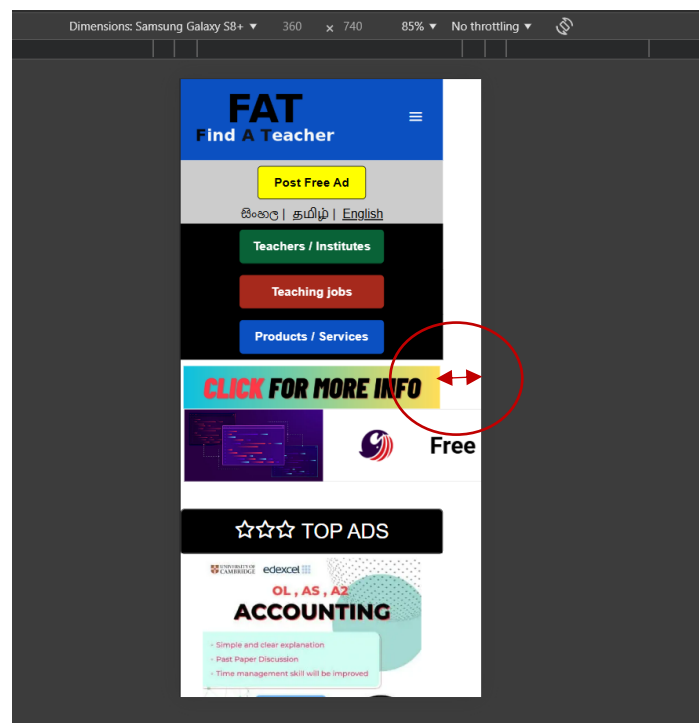 Dimensions: Samsung Galaxy S8+ ▼ 360 x 740 85% ▼ No throttling ▼
FAT
Find A Teacher
Post Free Ad
සිංහල | தமிழ் | English
Teachers / Institutes
Teaching jobs
Products / Services
CLICK FOR MORE INFO
Free
☆☆☆ TOP ADS
UNIVERSITY OF CAMBRIDGE edexcel
OL , AS , A2
ACCOUNTING
- Simple and clear explanation
- Past Paper Discussion
- Time management skill will be improved